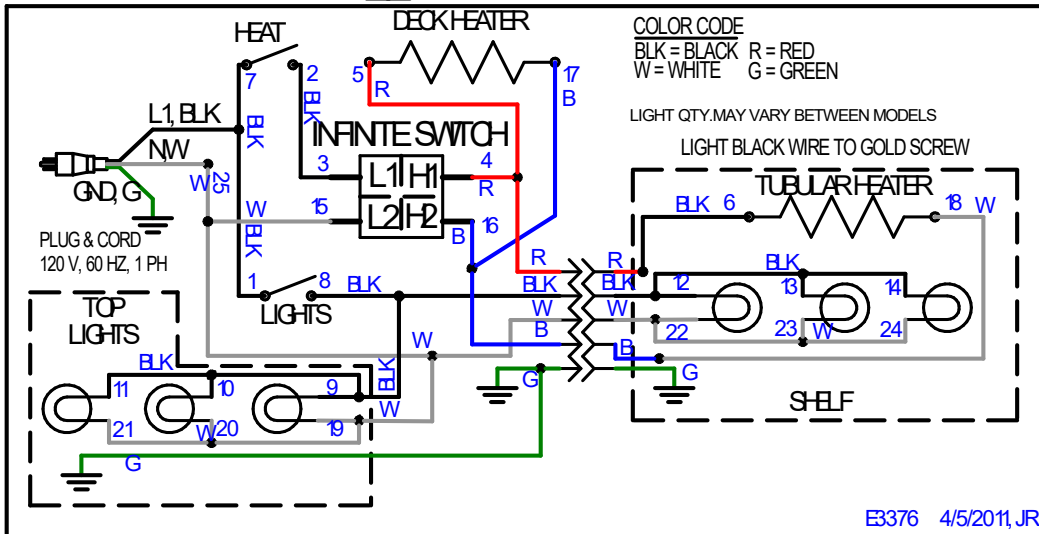 HEAT
DECK HEATER
COLOR CODE
BLK = BLACK R = RED
W = WHITE G = GREEN
7 2
5 17
R B
LIGHT QTY. MAY VARY BETWEEN MODELS
L1, BLK
BLK BLK
INFINITE SWITCH
LIGHT BLACK WIRE TO GOLD SCREW
N,W
3 L1 H1 4
R
TUBULAR HEATER
GND, G
W 25
BLK 6 18 W
15 L2 H2 16
W B
PLUG & CORD
120 V, 60 HZ, 1 PH
BLK
R R
BLK
1 8 BLK
BLK BLK 12 13 14
LIGHTS
TOP
LIGHTS
W W
22 23 W 24
B B
BLK
11 10 9
BLK
G G
W
SHELF
21 W 20 19
G
E3376 4/5/2011, JR